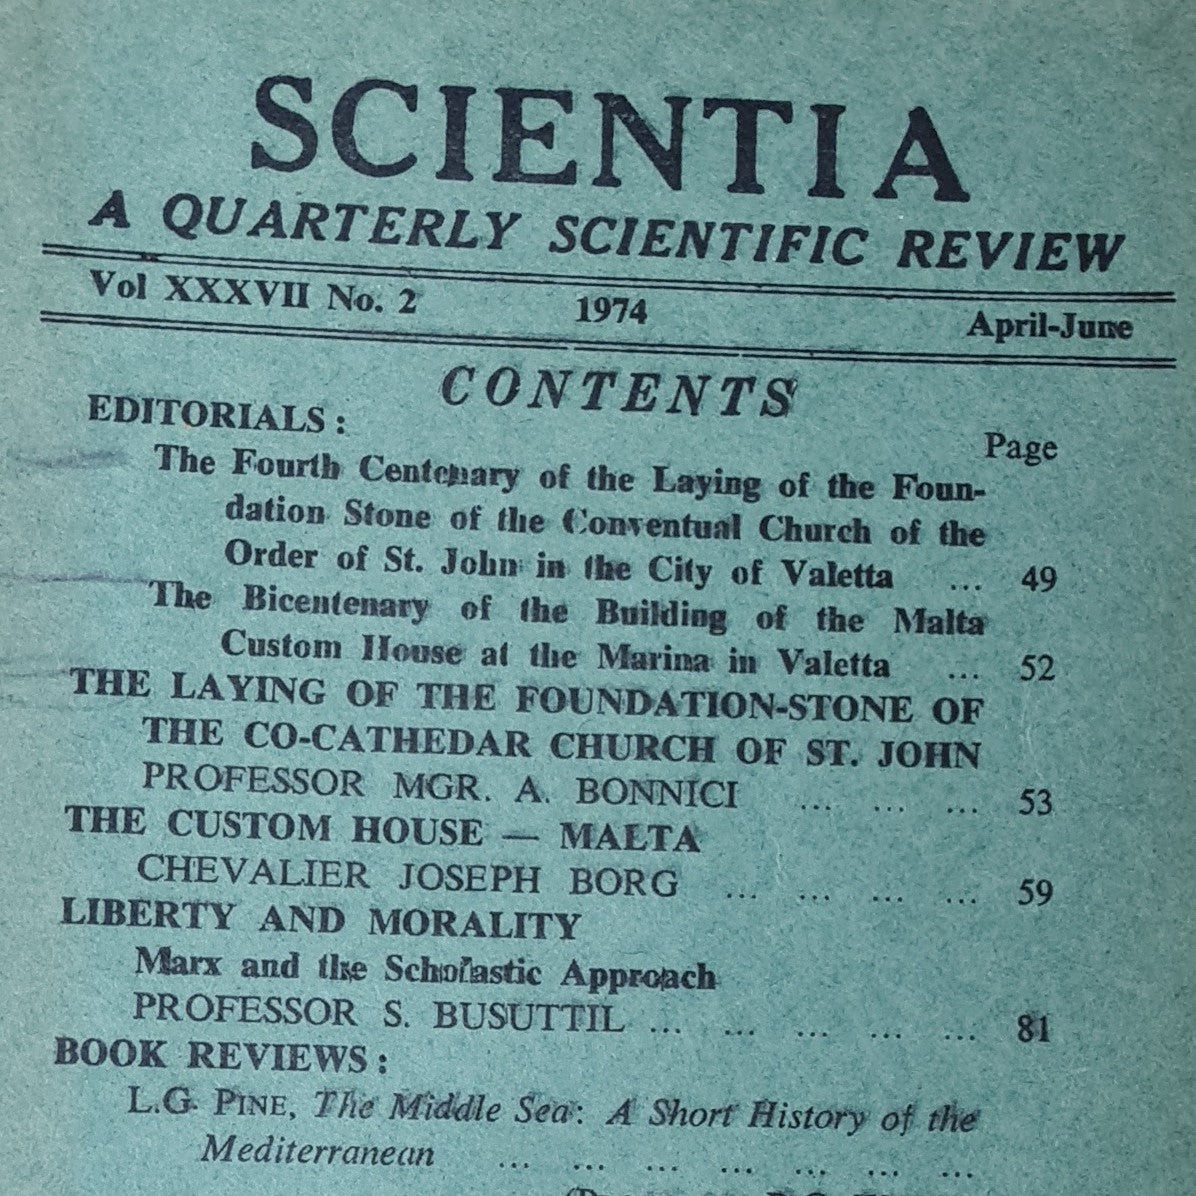 SCIENTIA
A QUARTERLY SCIENTIFIC REVIEW
Vol XXXVII No. 2 1974 April-June
CONTENTS
EDITORIALS :
Page
The Fourth Centenary of the Laying of the Foun-
dation Stone of the Conventual Church of the
Order of St. John in the City of Valetta ... 49
The Bicentenary of the Building of the Malta
Custom House at the Marina in Valetta ... 52
THE LAYING OF THE FOUNDATION-STONE OF
THE CO-CATHEDAR CHURCH OF ST. JOHN
PROFESSOR MGR. A. BONNICI ... ... ... 53
THE CUSTOM HOUSE — MALTA
CHEVALIER JOSEPH BORG ... ... ... ... 59
LIBERTY AND MORALITY
Marx and the Scholastic Approach
PROFESSOR S. BUSUTTIL ... ... ... ... ... 81
BOOK REVIEWS :
L.G. PINE, The Middle Sea: A Short History of the
Mediterranean ... ... ... ... ... ... ...